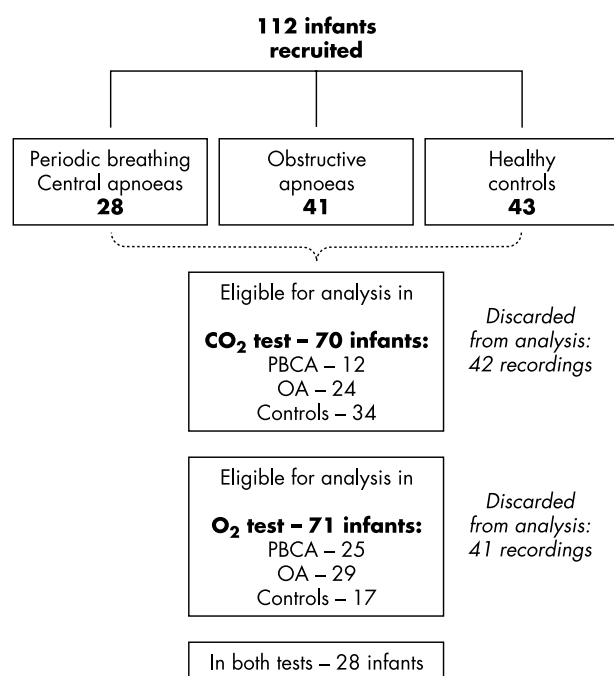 112 infants
recruited
Periodic breathing
Central apnoeas
28
Obstructive
apnoeas
41
Healthy
controls
43
Eligible for analysis in
CO₂ test – 70 infants:
PBCA – 12
OA – 24
Controls – 34
Discarded
from analysis:
42 recordings
Eligible for analysis in
O₂ test – 71 infants:
PBCA – 25
OA – 29
Controls – 17
Discarded
from analysis:
41 recordings
In both tests – 28 infants